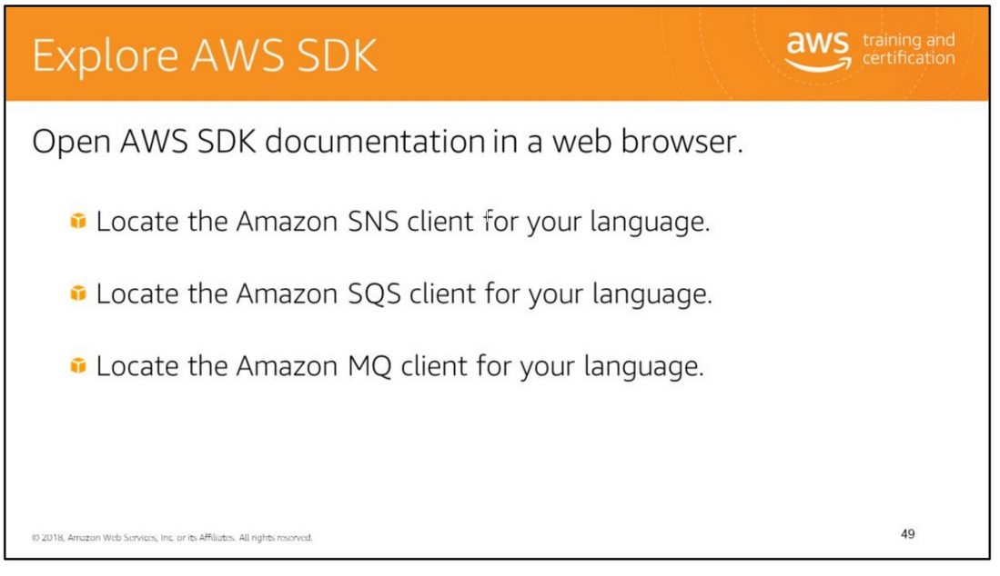 Explore AWS SDK
aws training and
certification
Open AWS SDK documentation in a web browser.
Locate the Amazon SNS client for your language.
Locate the Amazon SQS client for your language.
Locate the Amazon MQ client for your language.
© 2018, Amazon Web Services, Inc. or its Affiliates. All rights reserved.
49